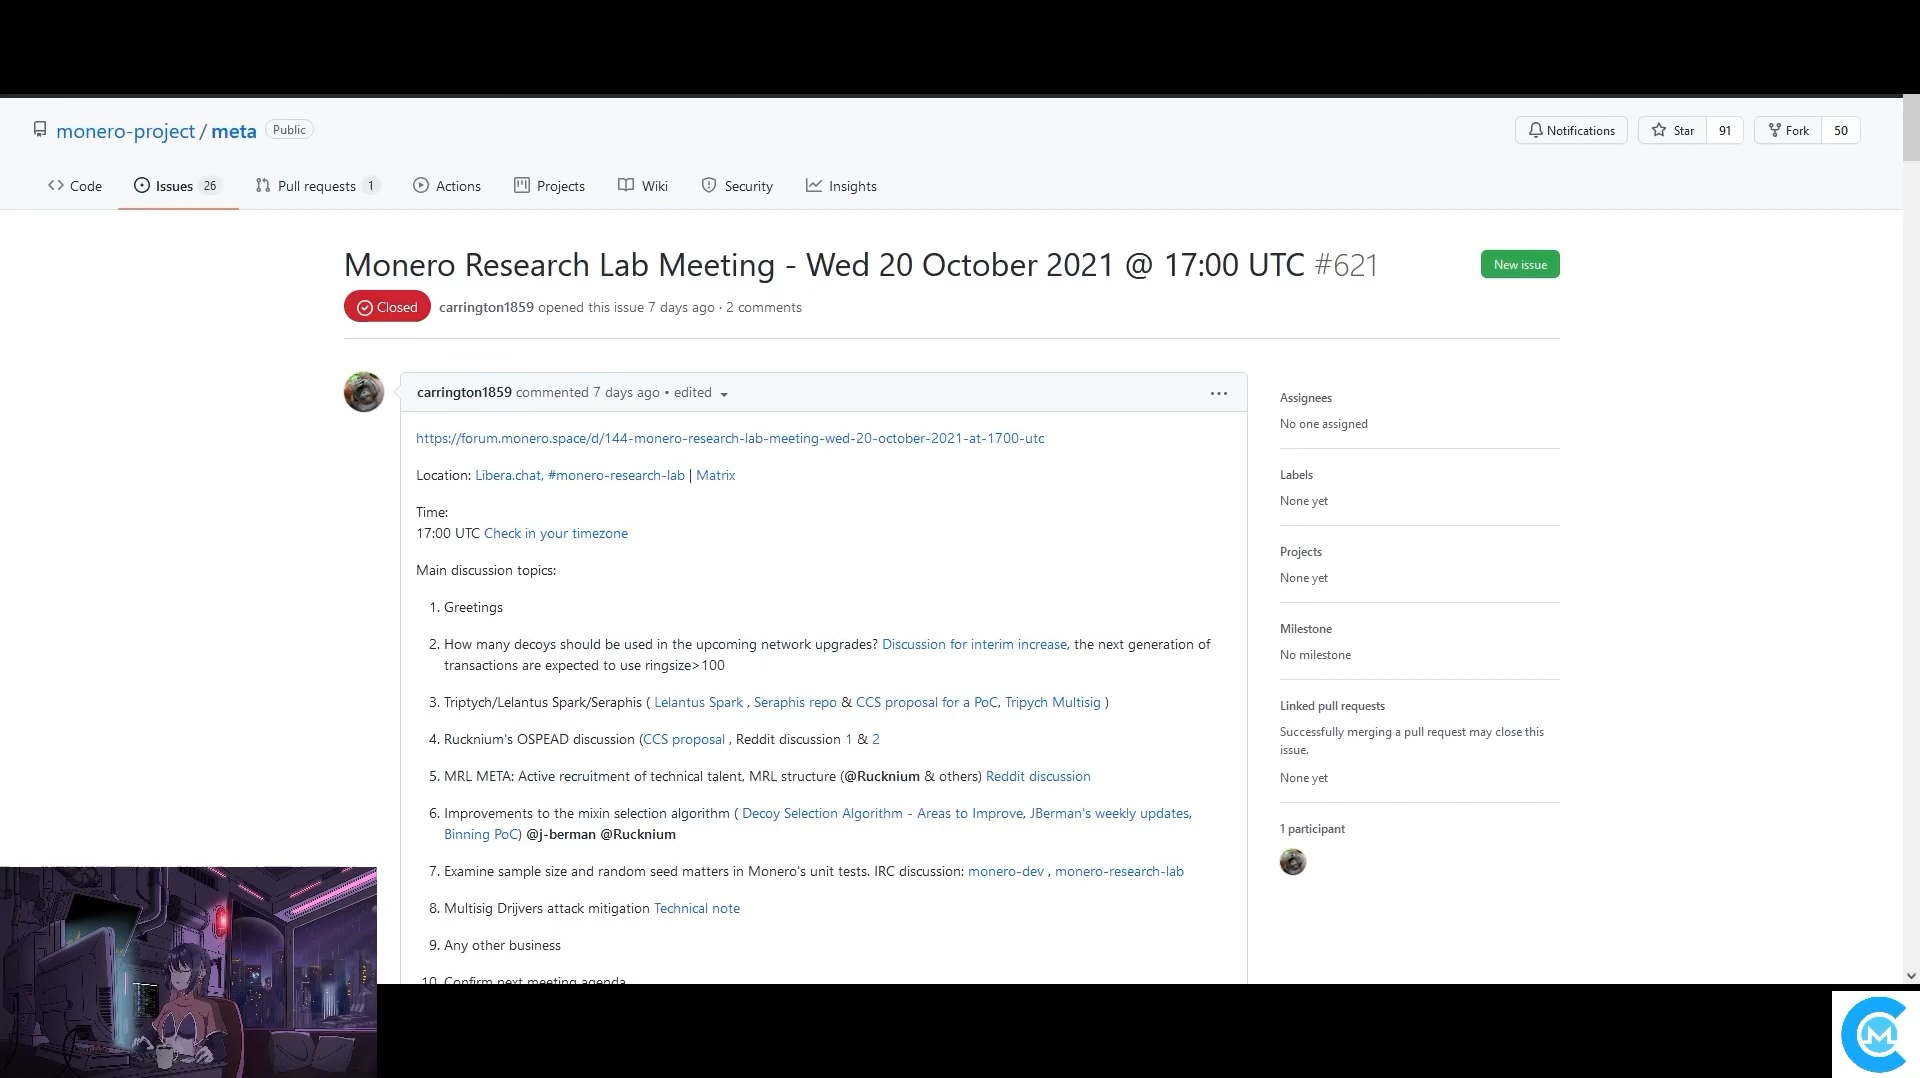 monero-project / meta Public
Notifications Star 91 Fork 50
Code Issues 26 Pull requests 1 Actions Projects Wiki Security Insights
Monero Research Lab Meeting - Wed 20 October 2021 @ 17:00 UTC #621
New issue
Closed carrington1859 opened this issue 7 days ago · 2 comments
carrington1859 commented 7 days ago • edited
https://forum.monero.space/d/144-monero-research-lab-meeting-wed-20-october-2021-at-1700-utc
Location: Libera.chat, #monero-research-lab | Matrix
Time:
17:00 UTC Check in your timezone
Main discussion topics:
1. Greetings
2. How many decoys should be used in the upcoming network upgrades? Discussion for interim increase, the next generation of
transactions are expected to use ringsize>100
3. Triptych/Lelantus Spark/Seraphis ( Lelantus Spark , Seraphis repo & CCS proposal for a PoC, Tripych Multisig )
4. Rucknium's OSPEAD discussion (CCS proposal , Reddit discussion 1 & 2
5. MRL META: Active recruitment of technical talent, MRL structure (@Rucknium & others) Reddit discussion
6. Improvements to the mixin selection algorithm ( Decoy Selection Algorithm - Areas to Improve, JBerman's weekly updates,
Binning PoC) @j-berman @Rucknium
7. Examine sample size and random seed matters in Monero's unit tests. IRC discussion: monero-dev , monero-research-lab
8. Multisig Drijvers attack mitigation Technical note
9. Any other business
10. Confirm next meeting agenda
Assignees
No one assigned
Labels
None yet
Projects
None yet
Milestone
No milestone
Linked pull requests
Successfully merging a pull request may close this
issue.
None yet
1 participant